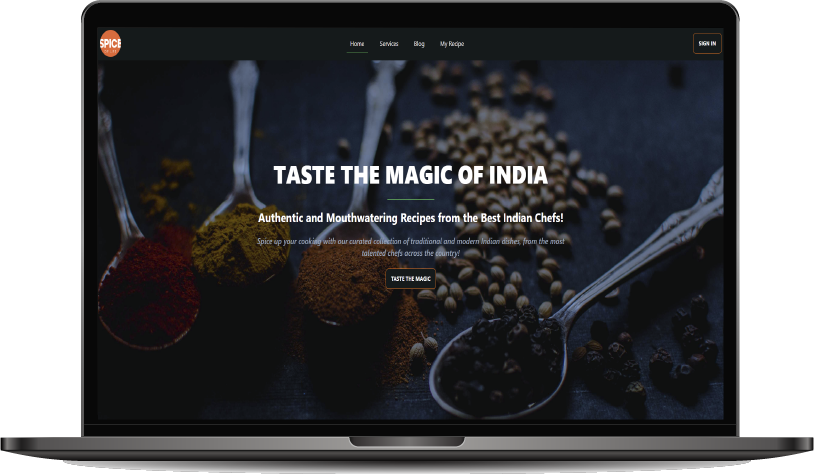 SPICE
Home Services Blog My Recipe
SIGN IN
TASTE THE MAGIC OF INDIA
Authentic and Mouthwatering Recipes from the Best Indian Chefs!
Spice up your cooking with our curated collection of traditional and modern Indian dishes, from the most
talented chefs across the country!
TASTE THE MAGIC